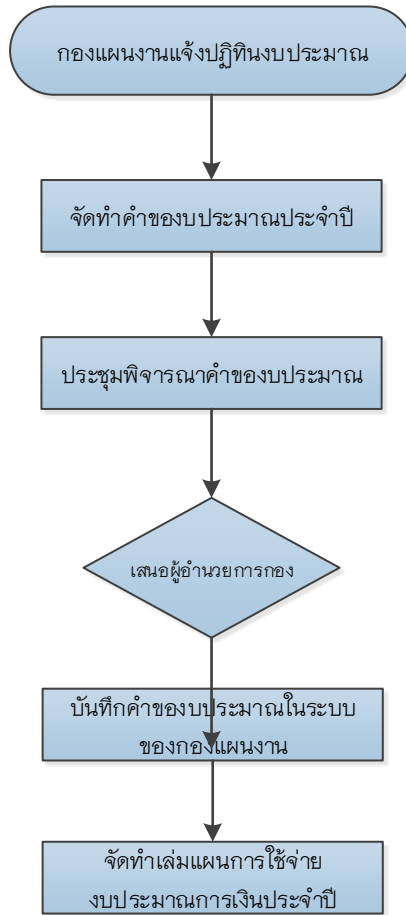 กองแผนงานแจ้งปฏิทินงบประมาณ
จัดทำคำของบประมาณประจำปี
ประชุมพิจารณาคำของบประมาณ
เสนอผู้อำนวยการกอง
บันทึกคำของบประมาณในระบบ
ของกองแผนงาน
จัดทำเล่มแผนการใช้จ่าย
งบประมาณการเงินประจำปี